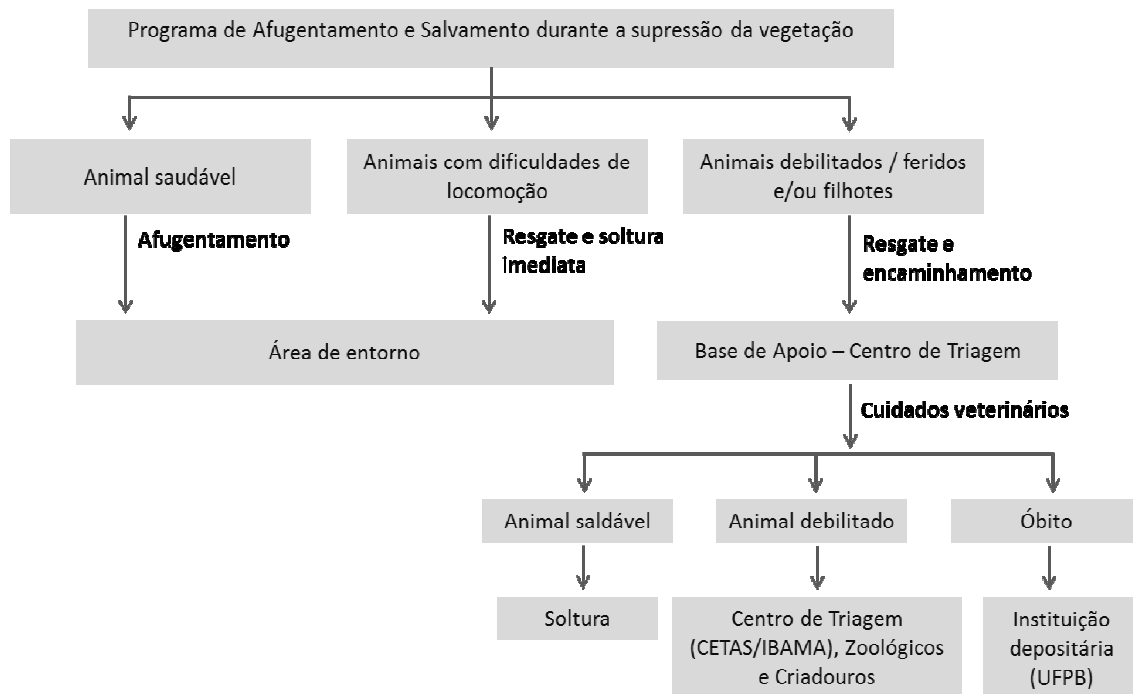 Programa de Afugentamento e Salvamento durante a supressão da vegetação
Animal saudável
Animais com dificuldades de
locomoção
Animais debilitados / feridos
e/ou filhotes
Afugentamento
Resgate e soltura
imediata
Resgate e
encaminhamento
Área de entorno
Base de Apoio – Centro de Triagem
Cuidados veterinários
Animal saldável
Animal debilitado
Óbito
Soltura
Centro de Triagem
(CETAS/IBAMA), Zoológicos
e Criadouros
Instituição
depositária
(UFPB)